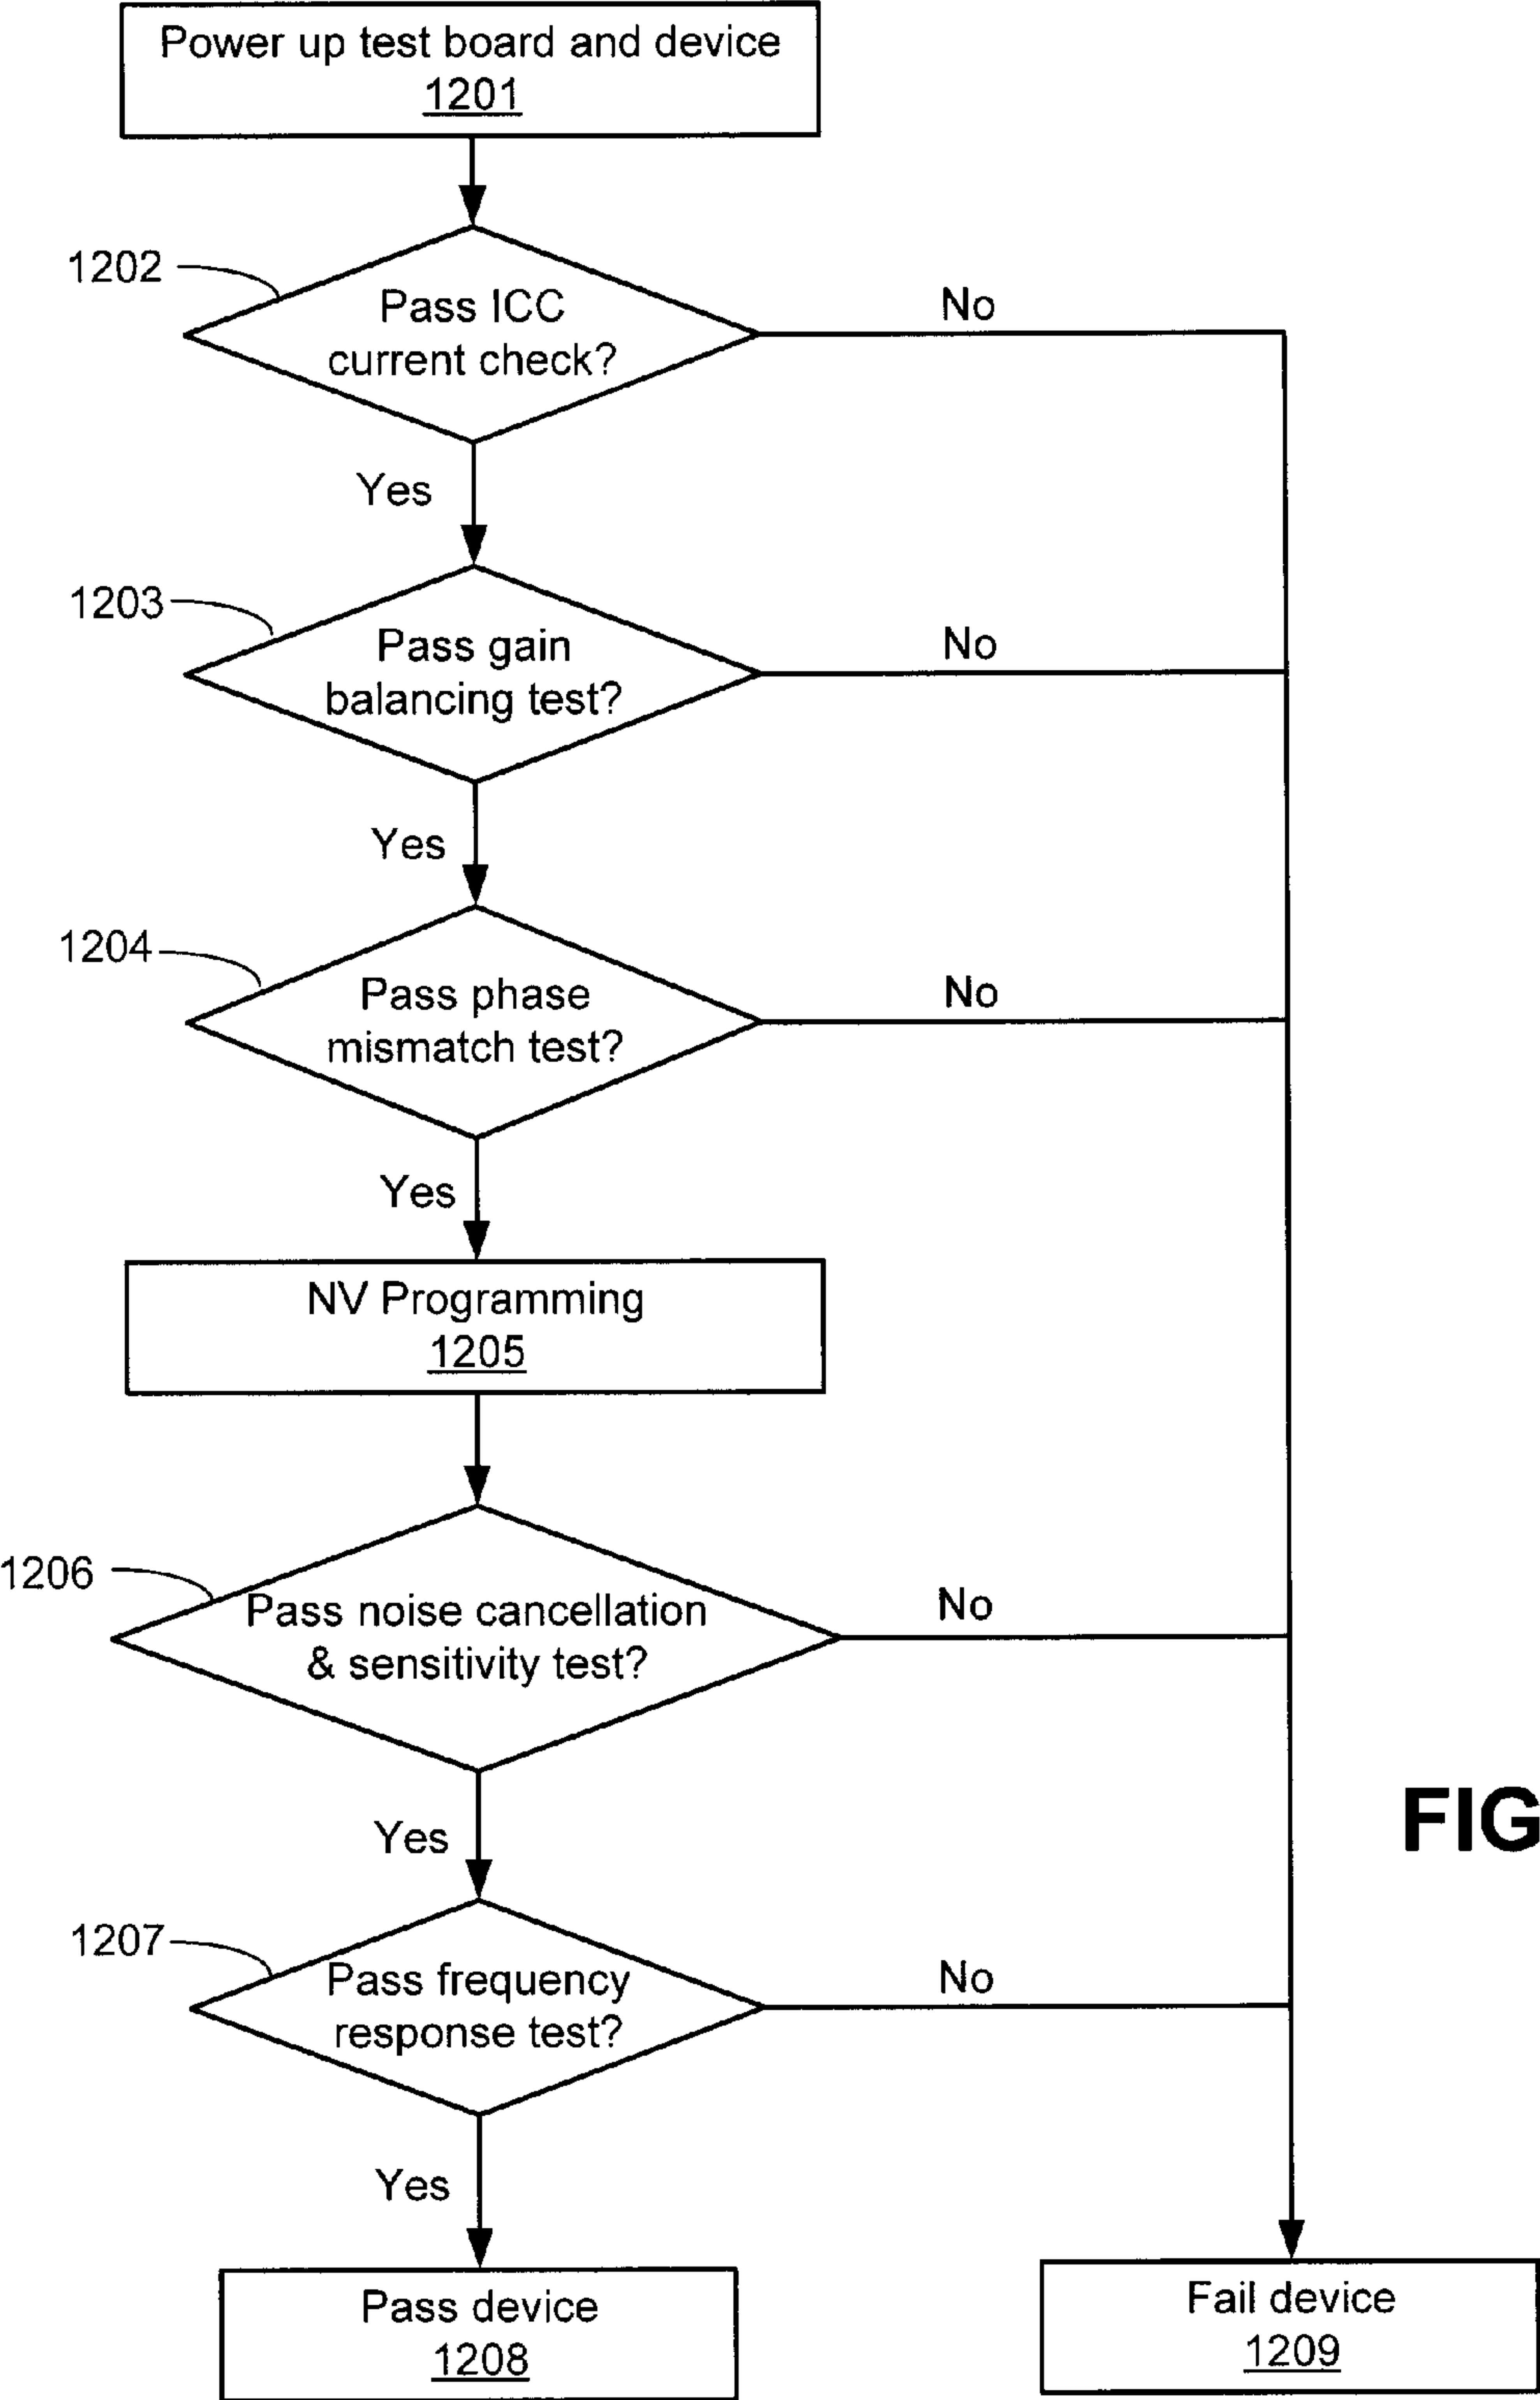 Power up test board and device
1201
1202
Pass ICC
current check?
No
Yes
1203
Pass gain
balancing test?
No
Yes
1204
Pass phase
mismatch test?
No
Yes
NV Programming
1205
1206
Pass noise cancellation
& sensitivity test?
No
Yes
1207
Pass frequency
response test?
No
Yes
Pass device
1208
Fail device
1209
FIG